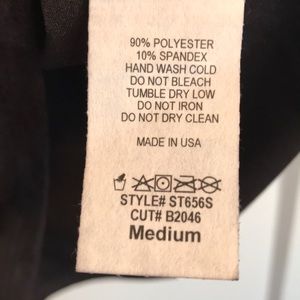 90% POLYESTER
10% SPANDEX
HAND WASH COLD
DO NOT BLEACH
TUMBLE DRY LOW
DO NOT IRON
DO NOT DRY CLEAN
MADE IN USA
STYLE# ST656S
CUT# B2046
Medium